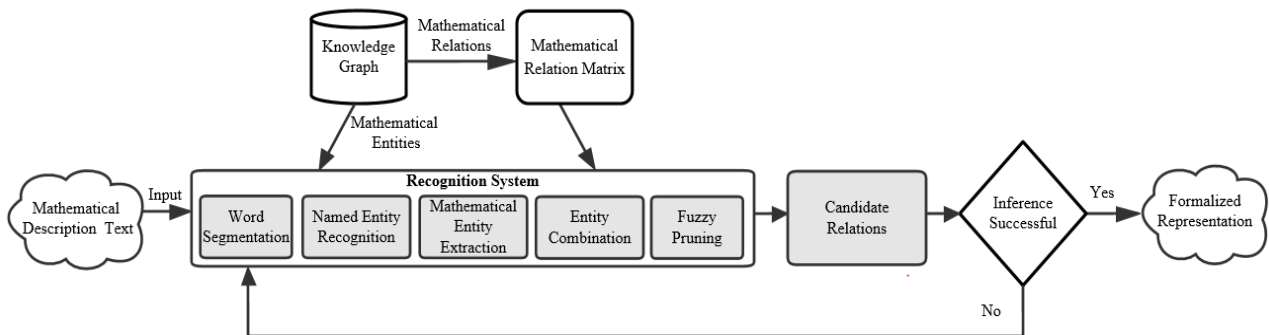 Knowledge
Graph
Mathematical
Relations
Mathematical
Relation Matrix
Mathematical
Entities
Mathematical
Description Text
Input
Recognition System
Word
Segmentation
Named Entity
Recognition
Mathematical
Entity
Extraction
Entity
Combination
Fuzzy
Pruning
Candidate
Relations
Inference
Successful
Yes
Formalized
Representation
No